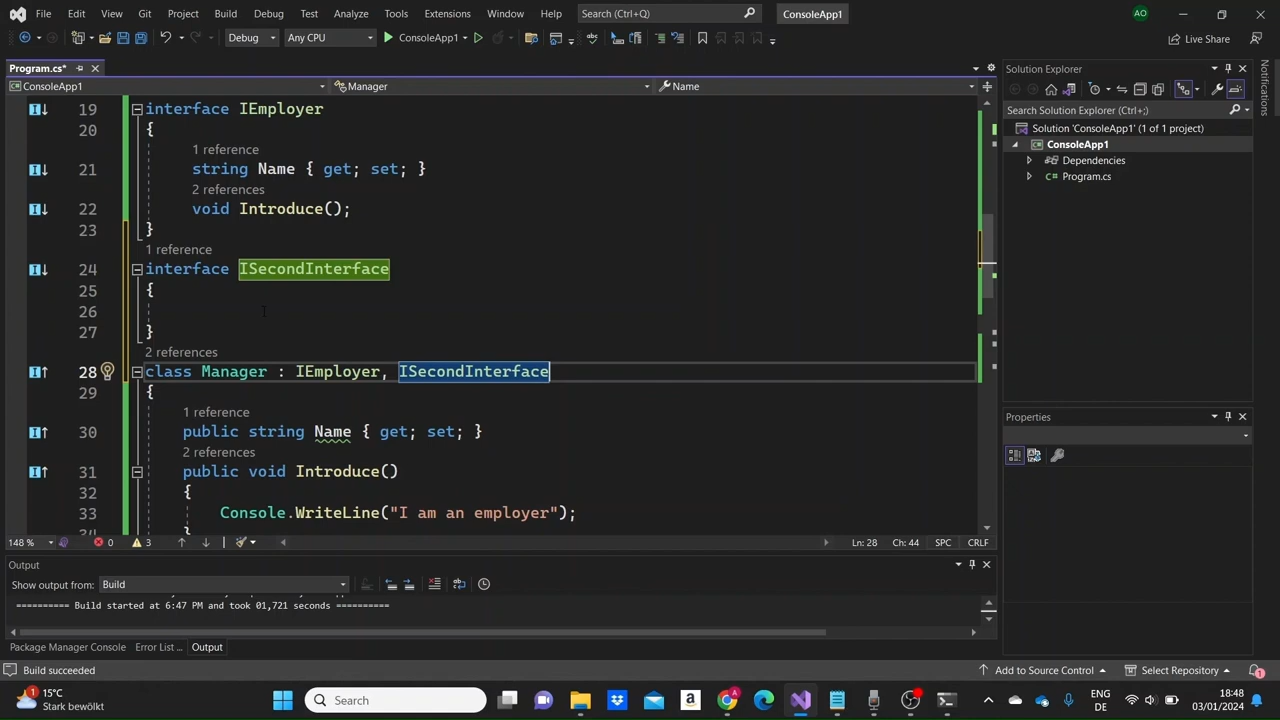 File Edit View Git Project Build Debug Test Analyze Tools Extensions Window Help Search (Ctrl+Q) ConsoleApp1 AO
Debug Any CPU ConsoleApp1 Live Share
Program.cs* Solution Explorer
ConsoleApp1 Manager Name
Search Solution Explorer (Ctrl+;)
Solution 'ConsoleApp1' (1 of 1 project)
ConsoleApp1
Dependencies
Program.cs
Notifications
19 interface IEmployer
20 {
1 reference
21 string Name { get; set; }
2 references
22 void Introduce();
23 }
1 reference
24 interface ISecondInterface
25 {
26
27 }
2 references
28 class Manager : IEmployer, ISecondInterface
29 {
1 reference
30 public string Name { get; set; }
2 references
31 public void Introduce()
32 {
33 Console.WriteLine("I am an employer");
34 }
Properties
148 % 0 3 Ln: 28 Ch: 44 SPC CRLF
Output
Show output from: Build
========== Build started at 6:47 PM and took 01,721 seconds ==========
Package Manager Console Error List ... Output
Build succeeded Add to Source Control Select Repository 1
1 15°C
Stark bewölkt
Search
ENG
DE
18:48
03/01/2024